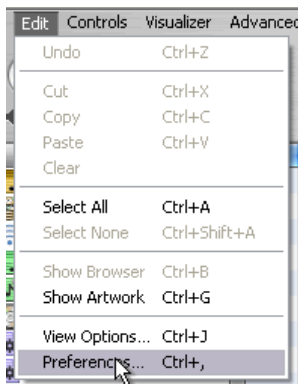 Edit Controls Visualizer Advanced
Undo Ctrl+Z
Cut Ctrl+X
Copy Ctrl+C
Paste Ctrl+V
Clear
Select All Ctrl+A
Select None Ctrl+Shift+A
Show Browser Ctrl+B
Show Artwork Ctrl+G
View Options... Ctrl+J
Preferences... Ctrl+,